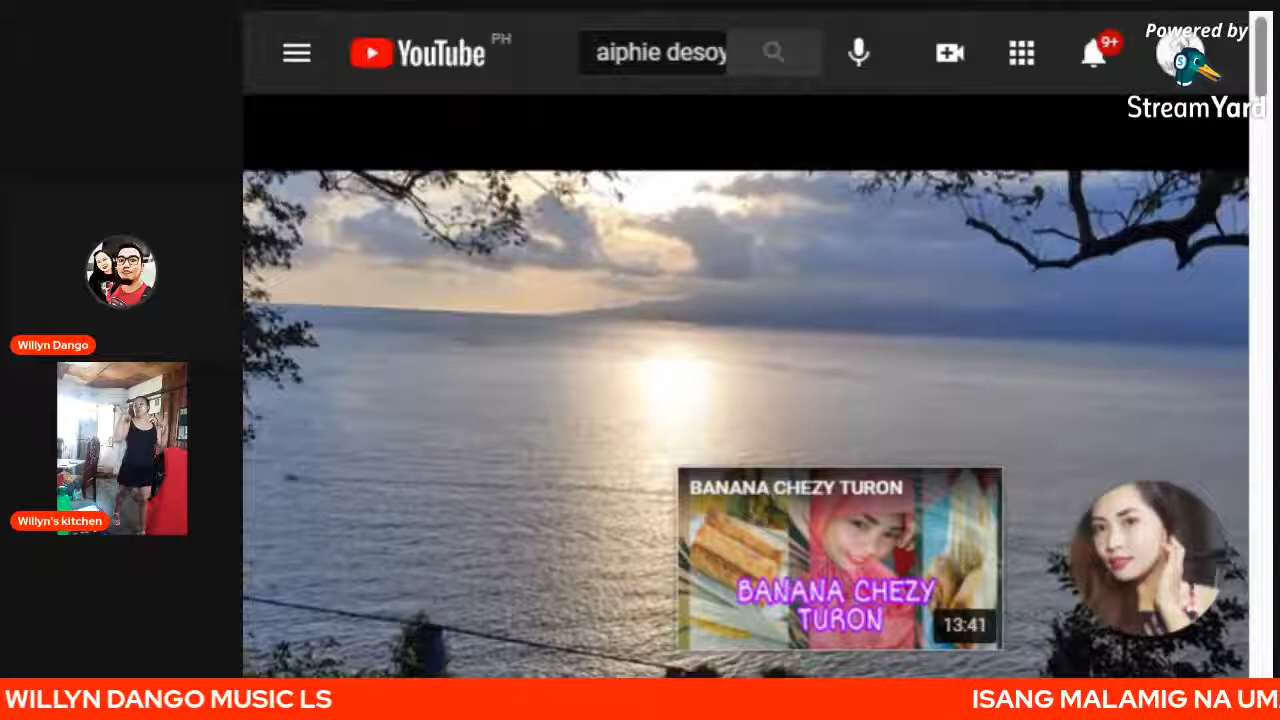 YouTube PH
aiphie desoy
9+
Powered by
StreamYard
Willyn Dango
Willyn's kitchen
BANANA CHEZY TURON
BANANA CHEZY
TURON
13:41
WILLYN DANGO MUSIC LS
ISANG MALAMIG NA UM